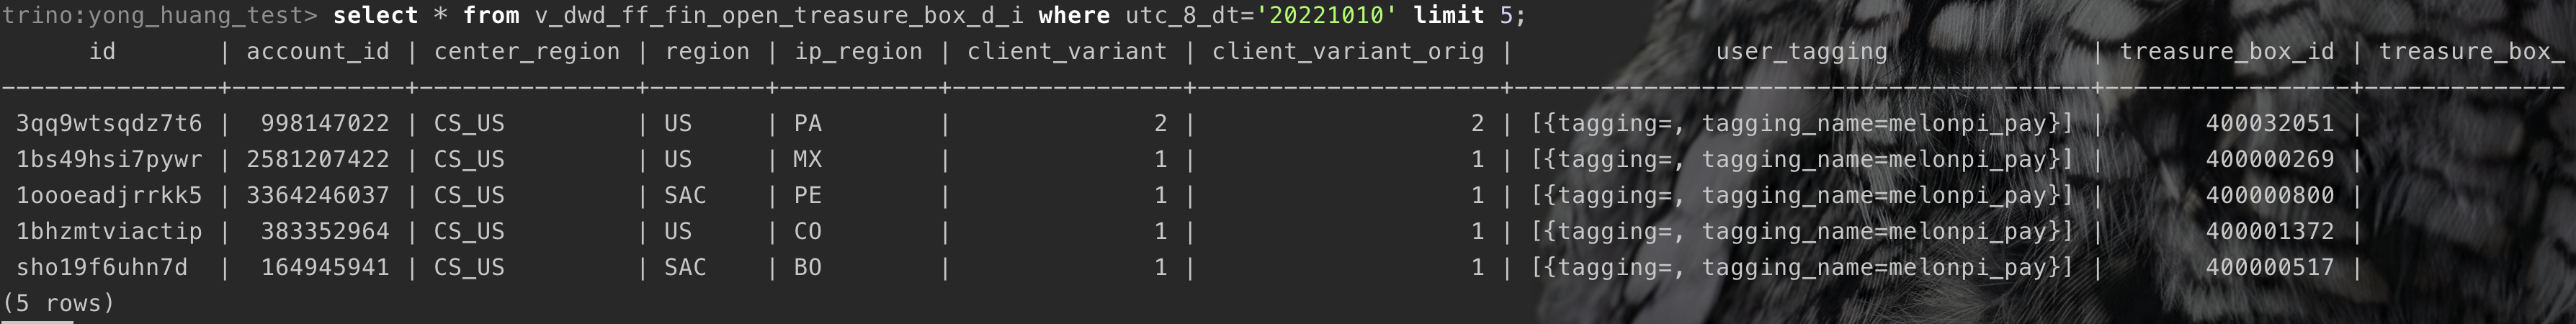 trino:yong_huang_test> select * from v_dwd_ff_fin_open_treasure_box_d_i where utc_8_dt='20221010' limit 5;
id | account_id | center_region | region | ip_region | client_variant | client_variant_orig | user_tagging | treasure_box_id | treasure_box_
---------------+------------+---------------+--------+-----------+----------------+---------------------+----------------------------------------+-----------------+--------------
3qq9wtsqdz7t6 | 998147022 | CS_US | US | PA | 2 | 2 | [{tagging=, tagging_name=melonpi_pay}] | 400032051 |
1bs49hsi7pywr | 2581207422 | CS_US | US | MX | 1 | 1 | [{tagging=, tagging_name=melonpi_pay}] | 400000269 |
1oooeadjrrkk5 | 3364246037 | CS_US | SAC | PE | 1 | 1 | [{tagging=, tagging_name=melonpi_pay}] | 400000800 |
1bhzmtviactip | 383352964 | CS_US | US | CO | 1 | 1 | [{tagging=, tagging_name=melonpi_pay}] | 400001372 |
sho19f6uhn7d | 164945941 | CS_US | SAC | BO | 1 | 1 | [{tagging=, tagging_name=melonpi_pay}] | 400000517 |
(5 rows)